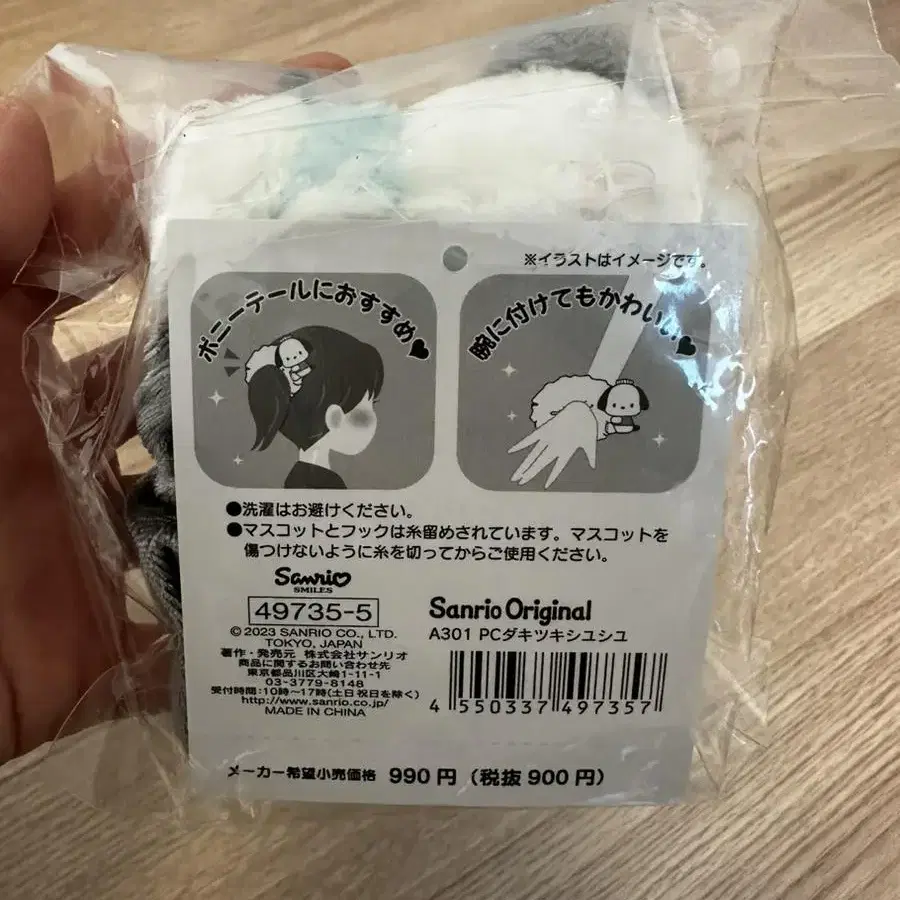 ※イラストはイメージです。
ポニーテールにおすすめ♥
腕に付けてもかわいい♥
●洗濯はお避けください。
●マスコットとフックは糸留めされています。マスコットを
傷つけないように糸を切ってからご使用ください。
Sanrio
SMILES
49735-5
© 2023 SANRIO CO., LTD.
TOKYO, JAPAN
著作・発売元 株式会社サンリオ
商品に関するお問い合わせ先
東京都品川区大崎1-11-1
03-3779-8148
受付時間:10時~17時(土日祝日を除く)
http://www.sanrio.co.jp/
MADE IN CHINA
Sanrio Original
A301 PCダキツキシユシユ
4 550337 497357
メーカー希望小売価格 990円(税抜900円)